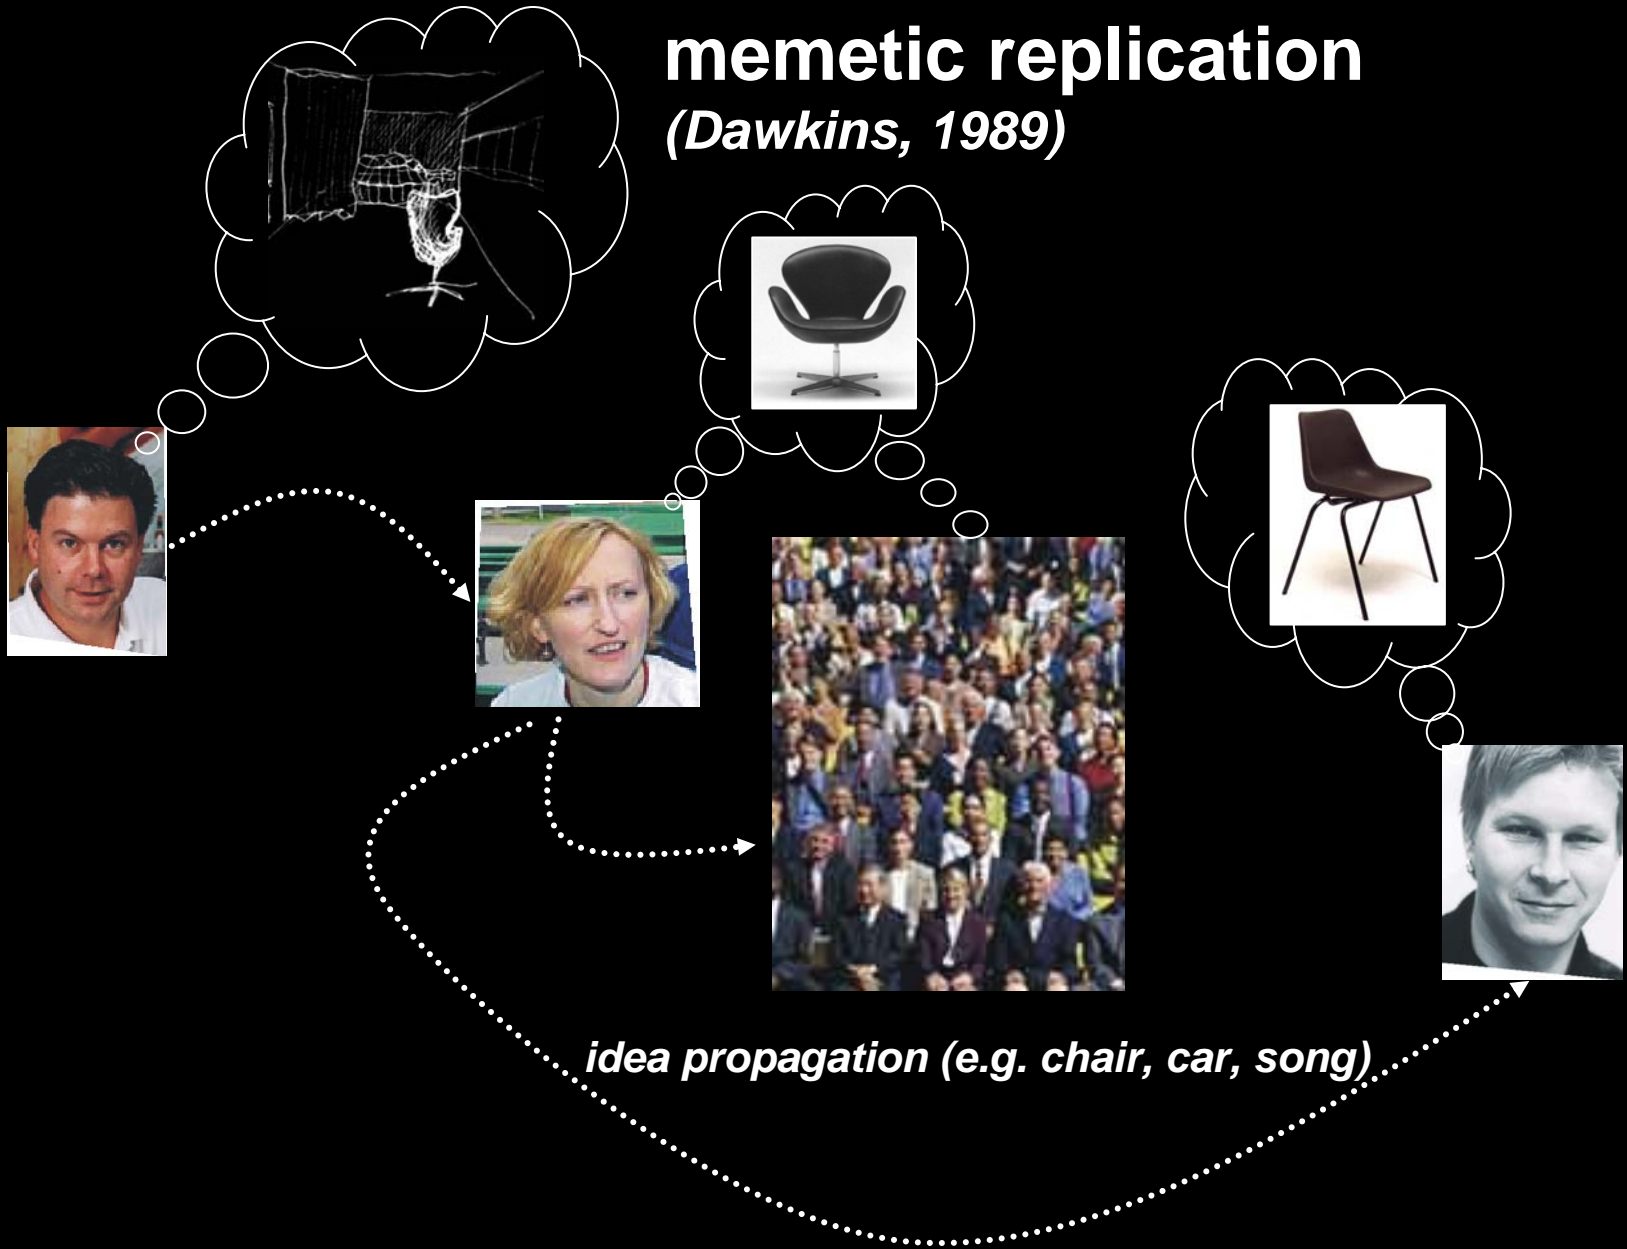 memetic replication
(Dawkins, 1989)
idea propagation (e.g. chair, car, song)